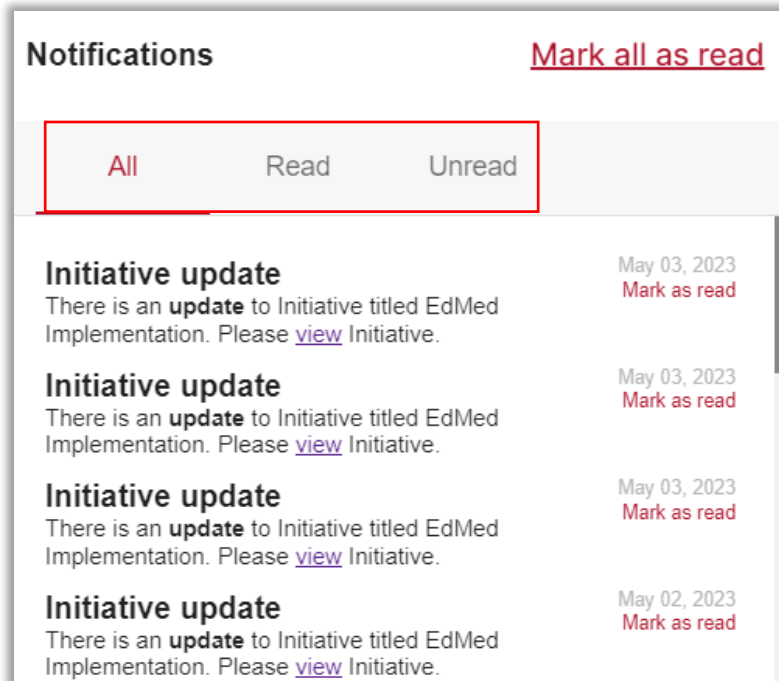 Notifications
Mark all as read
All Read Unread
Initiative update
May 03, 2023
There is an update to Initiative titled EdMed
Mark as read
Implementation. Please view Initiative.
Initiative update
May 03, 2023
There is an update to Initiative titled EdMed
Mark as read
Implementation. Please view Initiative.
Initiative update
May 03, 2023
There is an update to Initiative titled EdMed
Mark as read
Implementation. Please view Initiative.
Initiative update
May 02, 2023
There is an update to Initiative titled EdMed
Mark as read
Implementation. Please view Initiative.